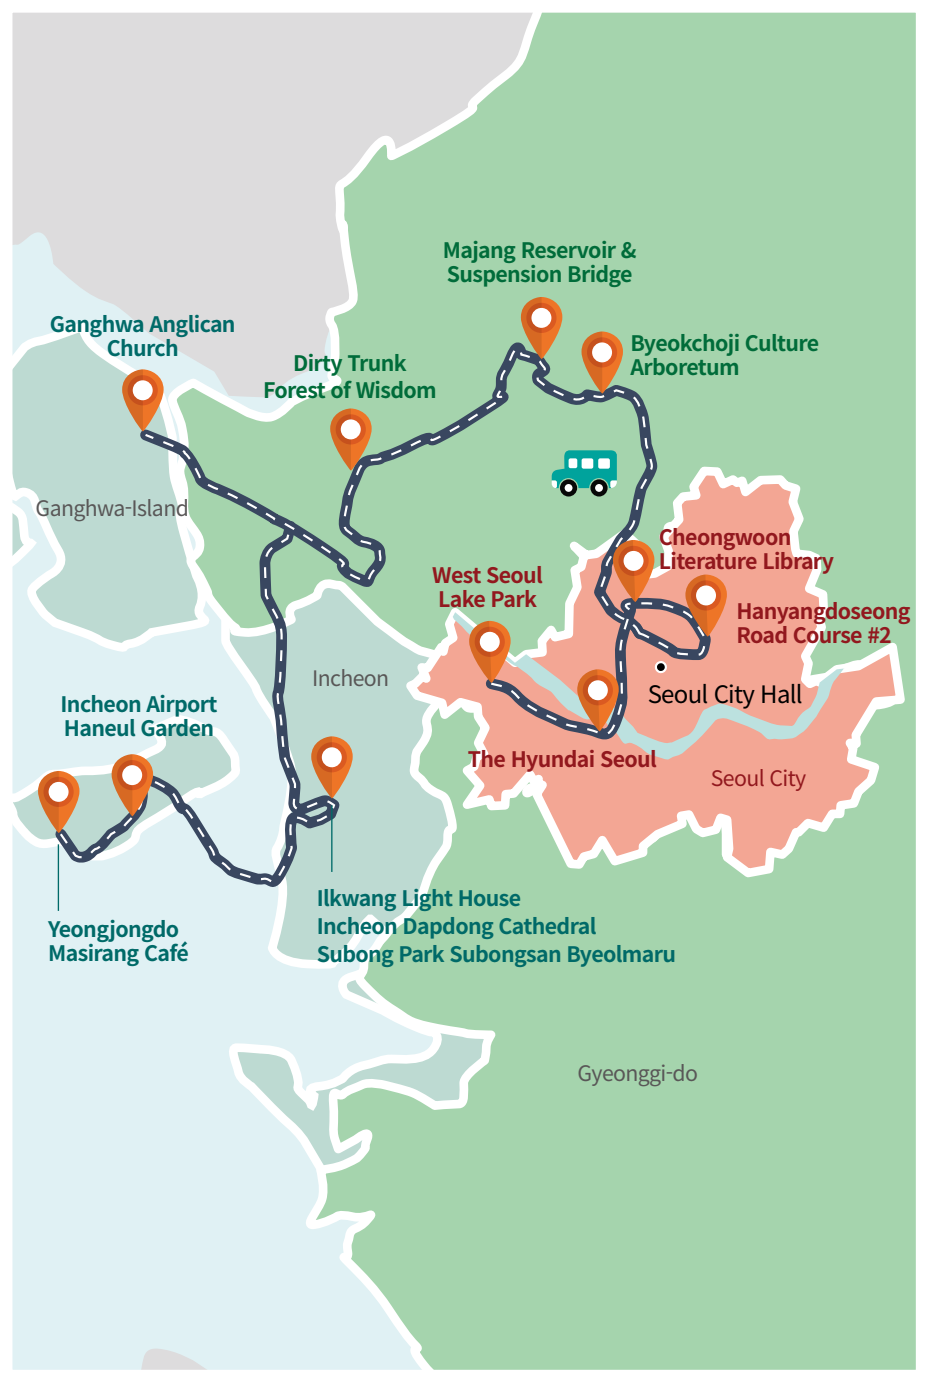 Majang Reservoir &
Suspension Bridge
Ganghwa Anglican
Church
Byeokchoji Culture
Arboretum
Dirty Trunk
Forest of Wisdom
Ganghwa-Island
Cheongwoon
Literature Library
West Seoul
Lake Park
Hanyangdoseong
Road Course #2
Incheon
Seoul City Hall
Incheon Airport
Haneul Garden
The Hyundai Seoul
Seoul City
Ilkwang Light House
Incheon Dapdong Cathedral
Subong Park Subongsan Byeolmaru
Yeongjongdo
Masirang Café
Gyeonggi-do